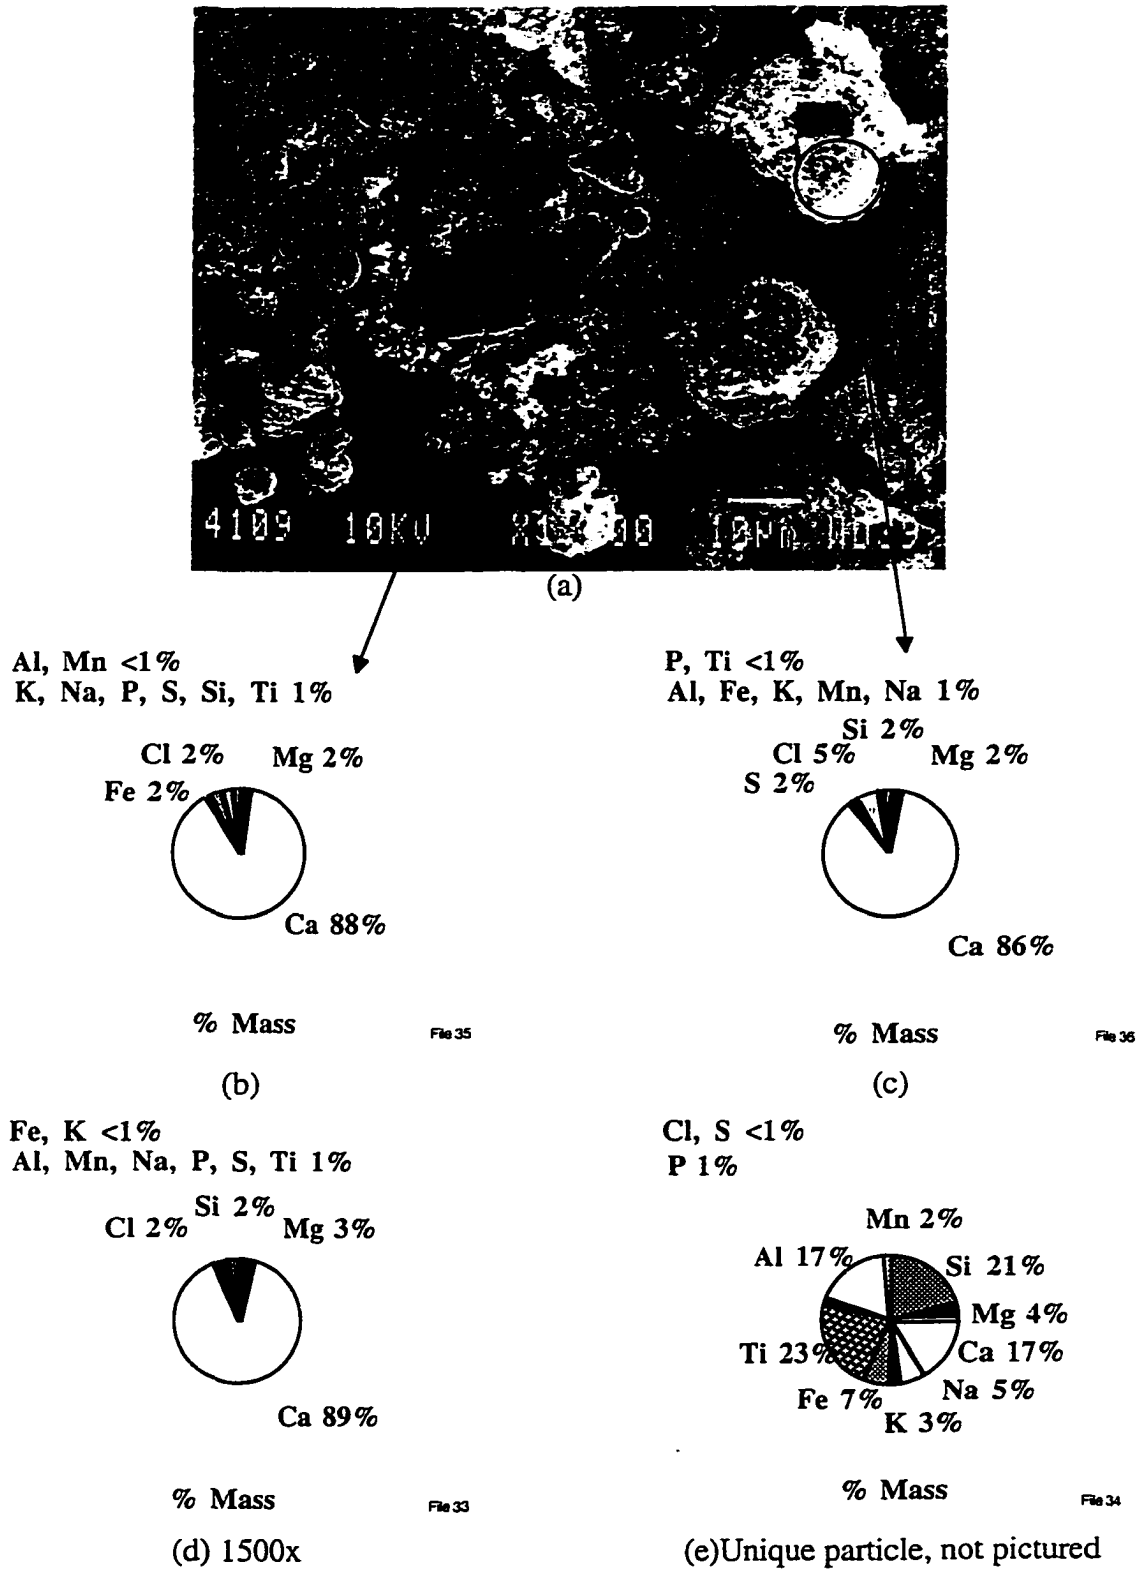 4109 10KU 10µm
(a)
Al, Mn <1%
K, Na, P, S, Si, Ti 1%
Cl 2%
Mg 2%
Fe 2%
Ca 88%
% Mass
File 35
(b)
P, Ti <1%
Al, Fe, K, Mn, Na 1%
Si 2%
Cl 5%
Mg 2%
S 2%
Ca 86%
% Mass
File 36
(c)
Fe, K <1%
Al, Mn, Na, P, S, Ti 1%
Si 2%
Cl 2%
Mg 3%
Ca 89%
% Mass
File 33
(d) 1500x
Cl, S <1%
P 1%
Mn 2%
Al 17%
Si 21%
Mg 4%
Ti 23%
Ca 17%
Na 5%
Fe 7%
K 3%
% Mass
File 34
(e)Unique particle, not pictured